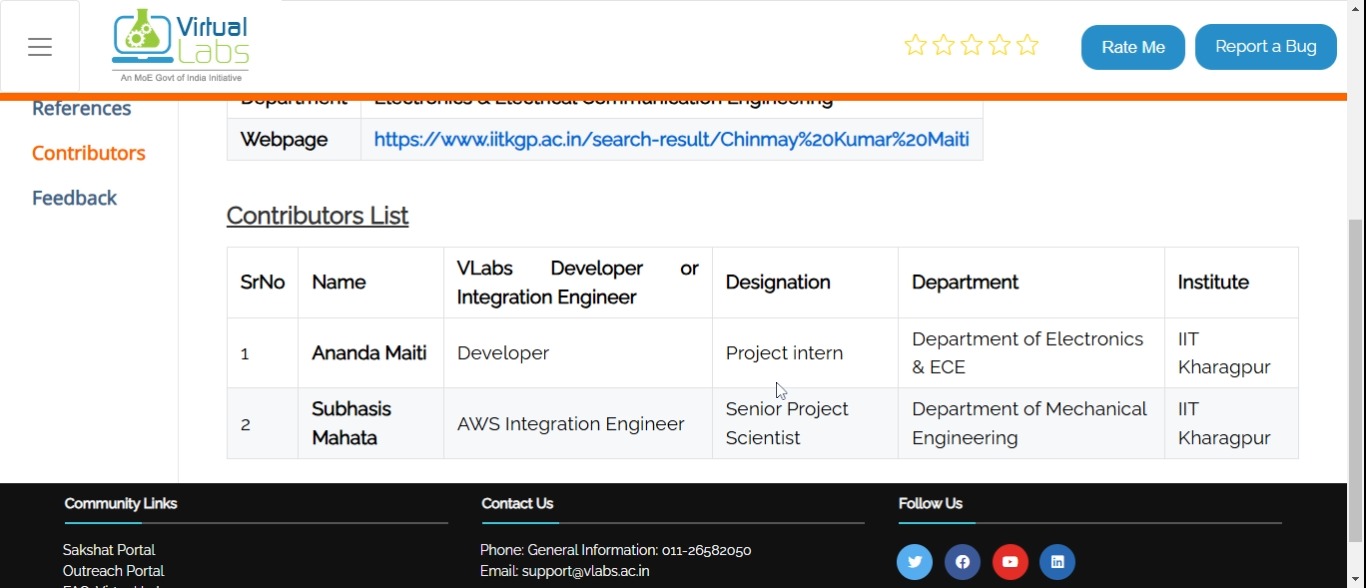 Virtual
Labs
An MoE Govt of India Initiative
Rate Me
Report a Bug
References
Contributors
Feedback
Department Electronics & Electrical Communication Engineering
Webpage https://www.iitkgp.ac.in/search-result/Chinmay%20Kumar%20Maiti
Contributors List
SrNo Name VLabs Developer or Integration Engineer Designation Department Institute
1 Ananda Maiti Developer Project intern Department of Electronics & ECE IIT Kharagpur
2 Subhasis Mahata AWS Integration Engineer Senior Project Scientist Department of Mechanical Engineering IIT Kharagpur
Community Links
Sakshat Portal
Outreach Portal
Contact Us
Phone: General Information: 011-26582050
Email: support@vlabs.ac.in
Follow Us